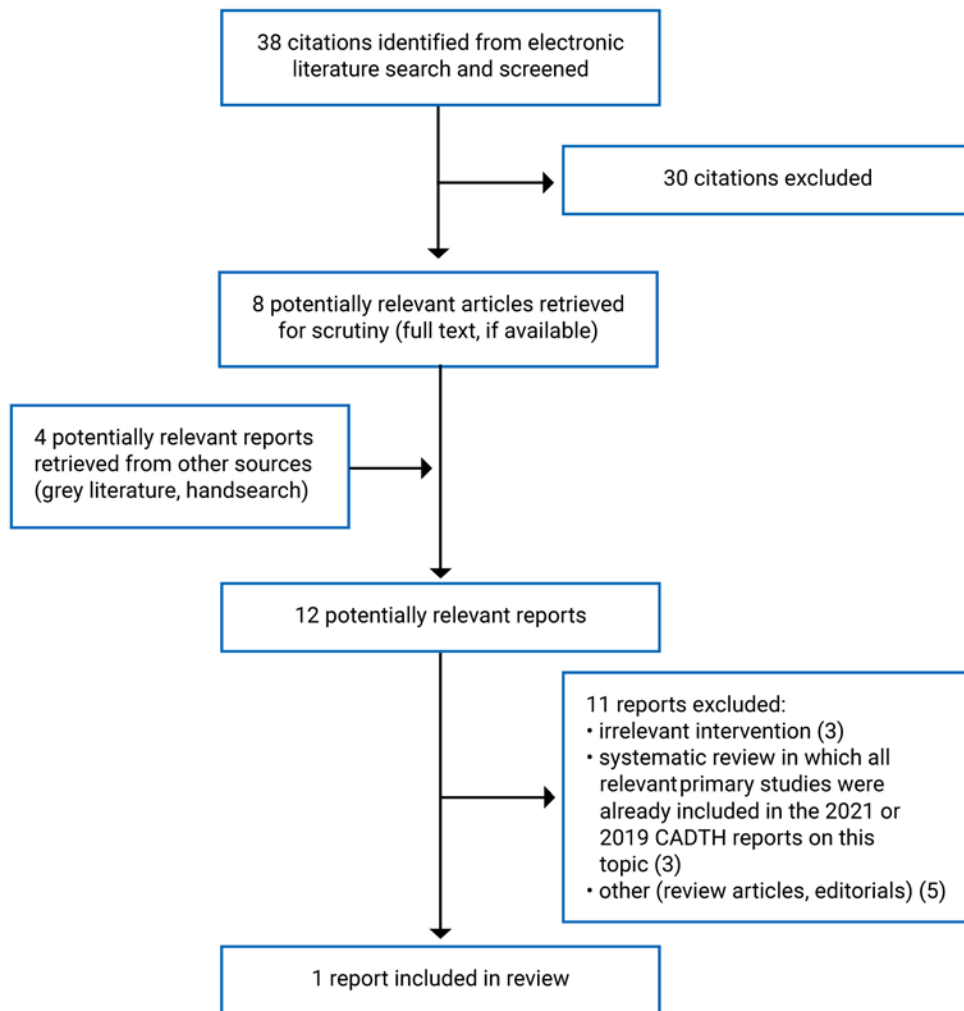 38 citations identified from electronic
literature search and screened
30 citations excluded
8 potentially relevant articles retrieved
for scrutiny (full text, if available)
4 potentially relevant reports
retrieved from other sources
(grey literature, handsearch)
12 potentially relevant reports
11 reports excluded:
• irrelevant intervention (3)
• systematic review in which all
relevant primary studies were
already included in the 2021 or
2019 CADTH reports on this
topic (3)
• other (review articles, editorials) (5)
1 report included in review